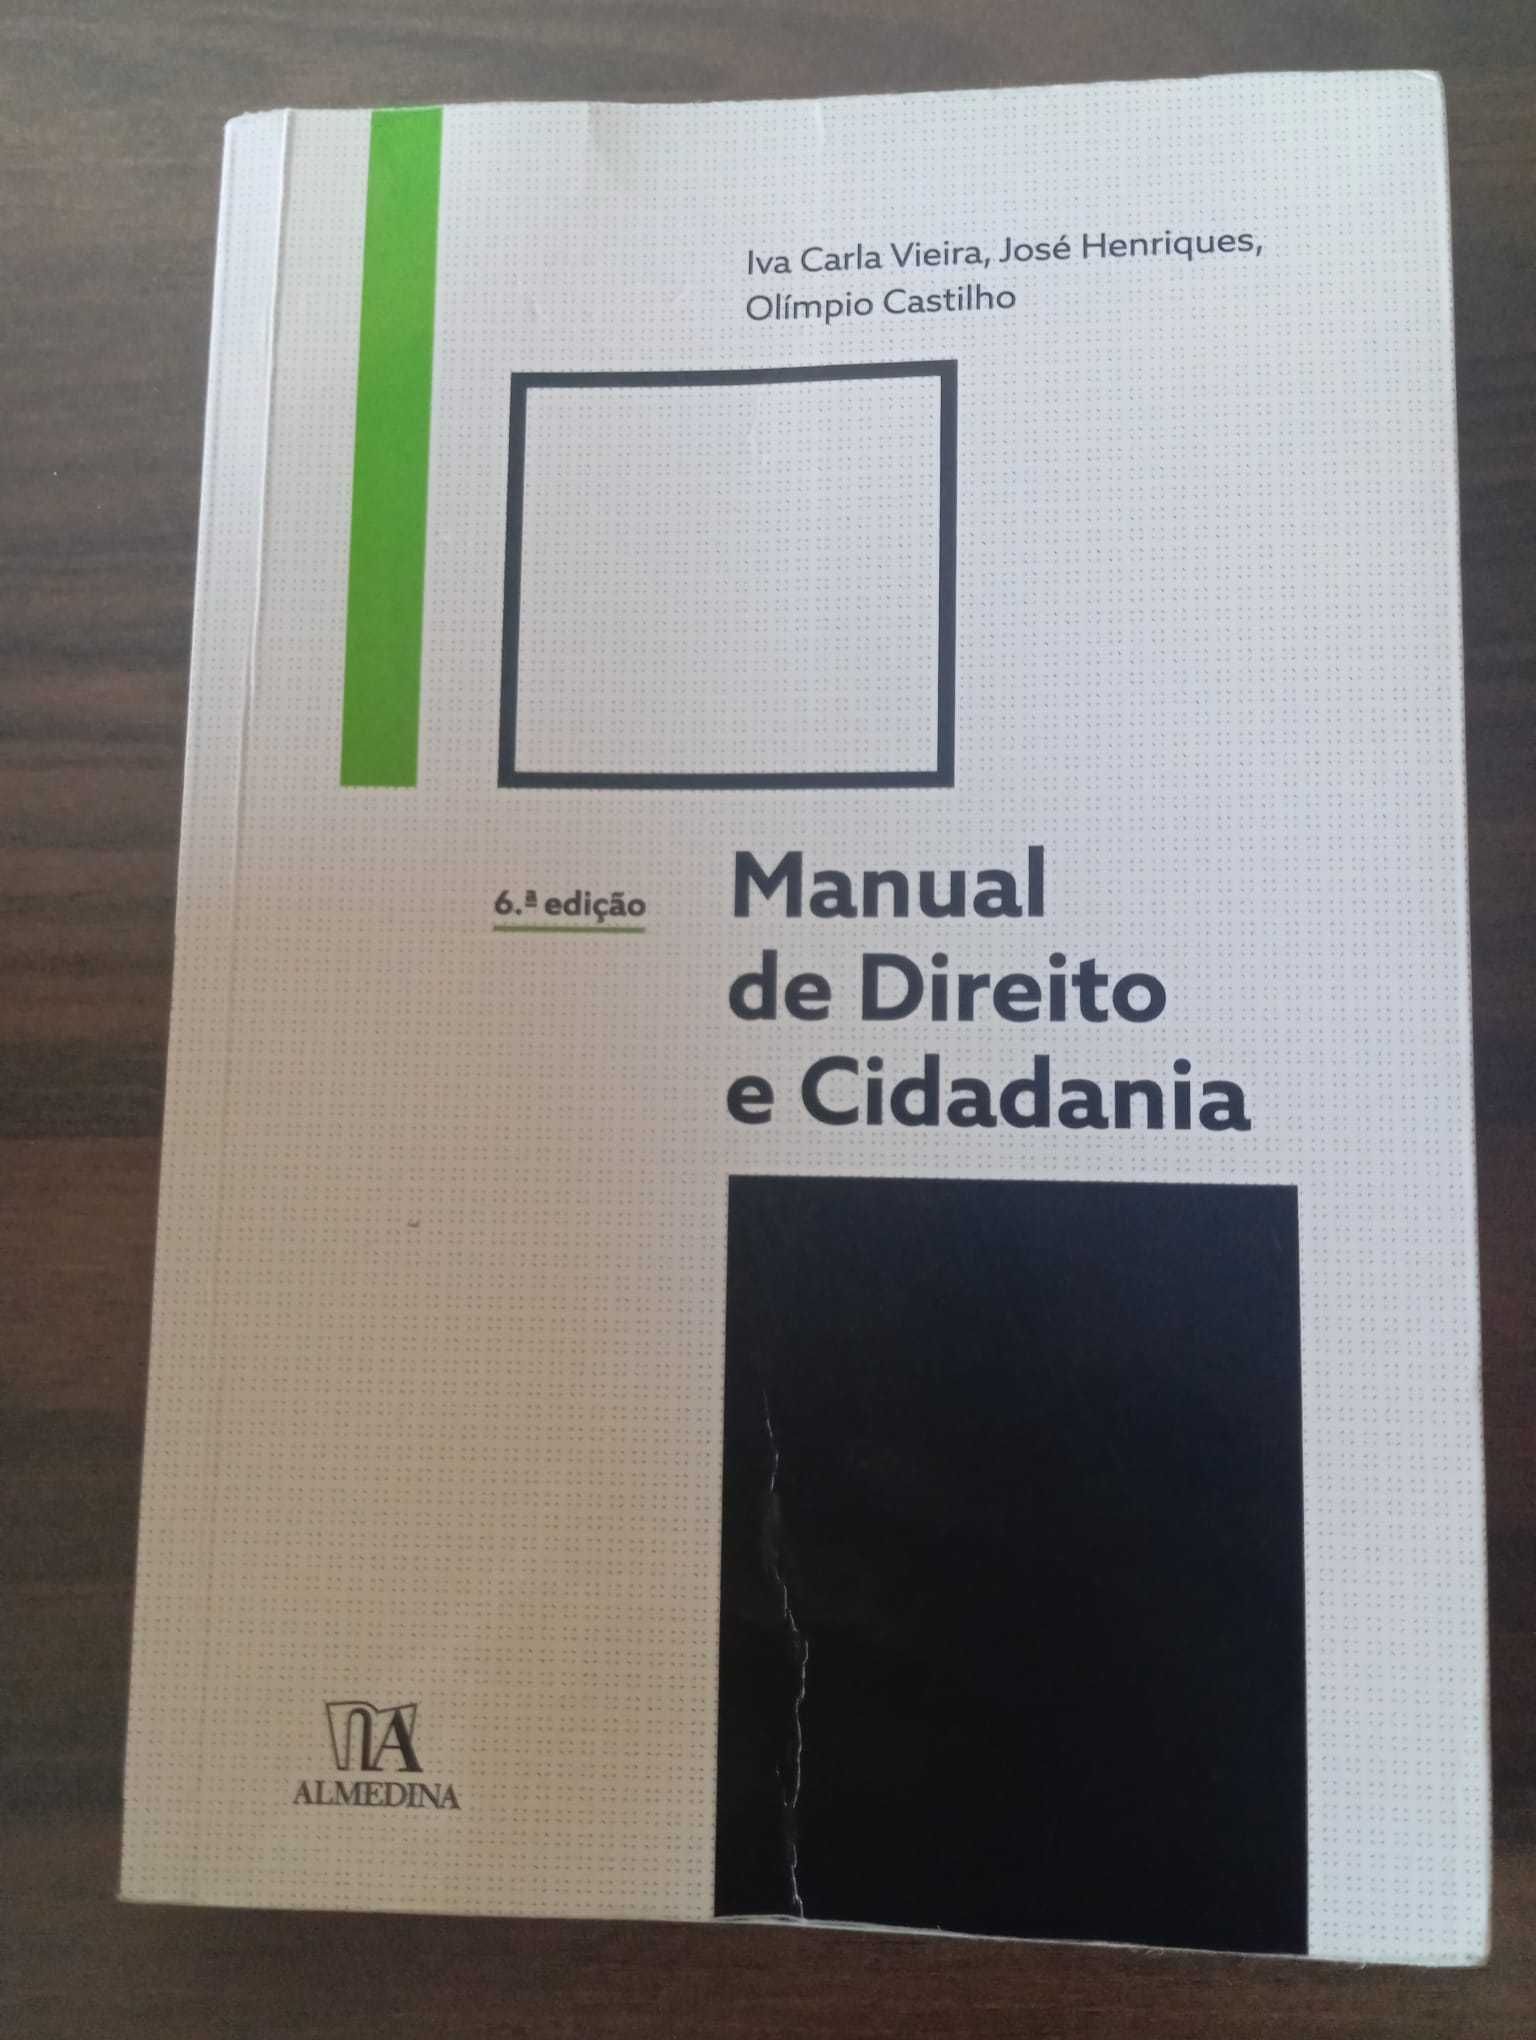 Iva Carla Vieira, José Henriques,
Olímpio Castilho
6.ª edição
Manual
de Direito
e Cidadania
ALMEDINA